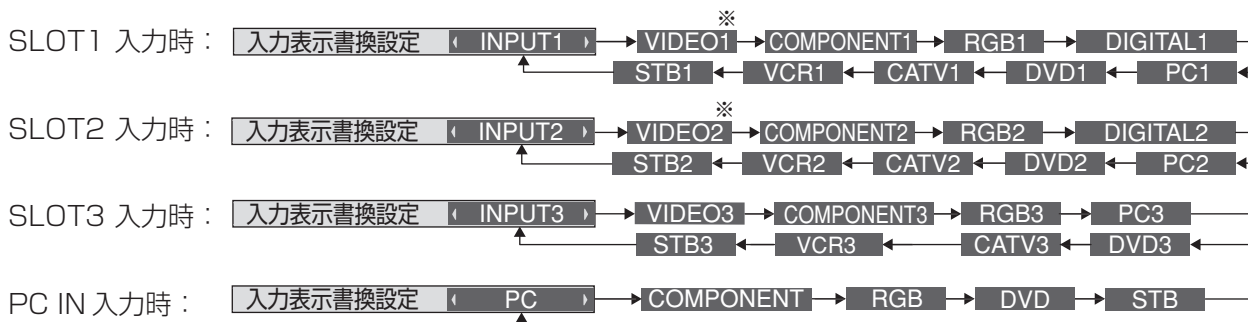 ※
SLOT1 入力時： 入力表示書換設定 INPUT1 VIDEO1 COMPONENT1 RGB1 DIGITAL1
STB1 VCR1 CATV1 DVD1 PC1
※
SLOT2 入力時： 入力表示書換設定 INPUT2 VIDEO2 COMPONENT2 RGB2 DIGITAL2
STB2 VCR2 CATV2 DVD2 PC2
SLOT3 入力時： 入力表示書換設定 INPUT3 VIDEO3 COMPONENT3 RGB3 PC3
STB3 VCR3 CATV3 DVD3
PC IN 入力時： 入力表示書換設定 PC COMPONENT RGB DVD STB